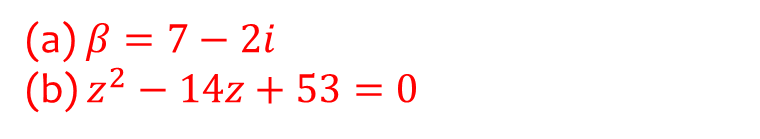 (a) β = 7 − 2i
(b) z² − 14z + 53 = 0